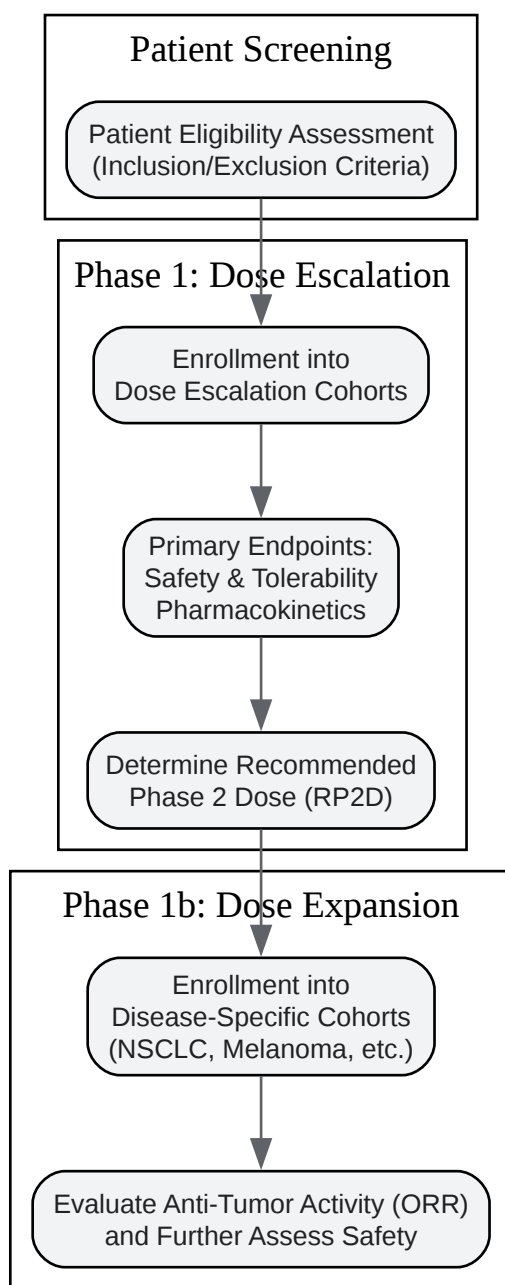 Patient Screening
Patient Eligibility Assessment
(Inclusion/Exclusion Criteria)
Phase 1: Dose Escalation
Enrollment into
Dose Escalation Cohorts
Primary Endpoints:
Safety & Tolerability
Pharmacokinetics
Determine Recommended
Phase 2 Dose (RP2D)
Phase 1b: Dose Expansion
Enrollment into
Disease-Specific Cohorts
(NSCLC, Melanoma, etc.)
Evaluate Anti-Tumor Activity (ORR)
and Further Assess Safety